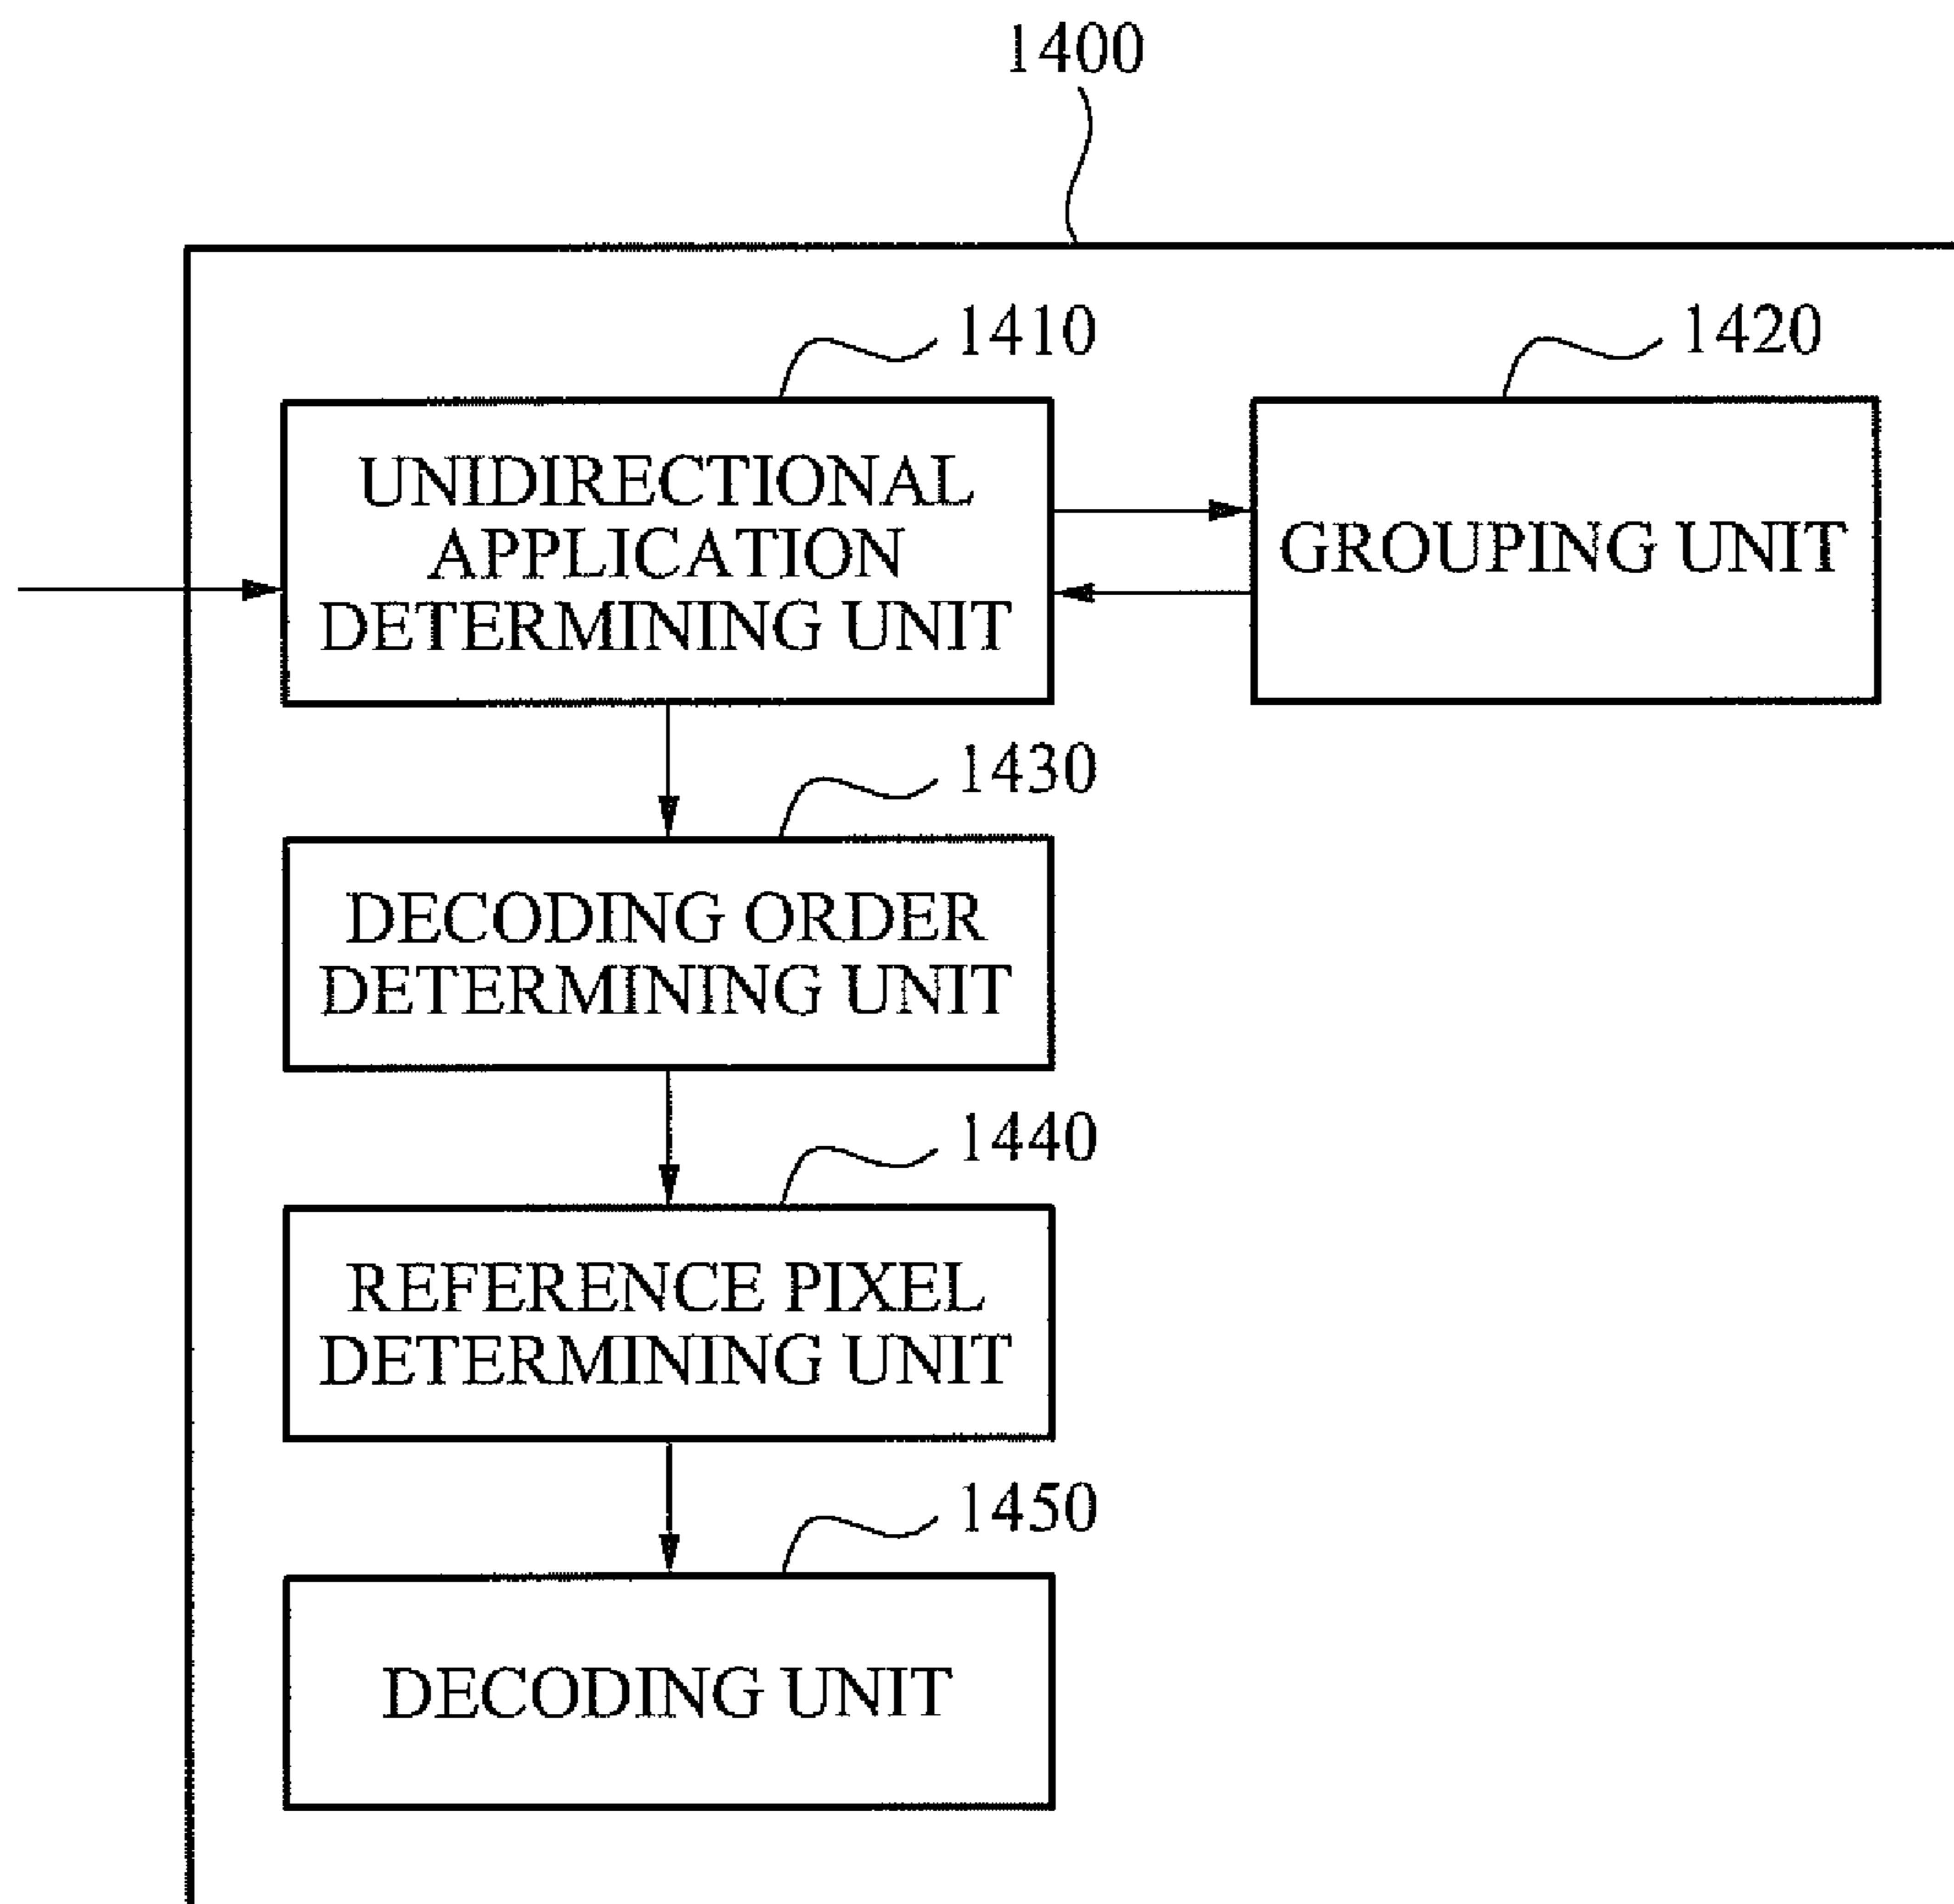 1400
1410
1420
UNIDIRECTIONAL
APPLICATION
DETERMINING UNIT
GROUPING UNIT
1430
DECODING ORDER
DETERMINING UNIT
1440
REFERENCE PIXEL
DETERMINING UNIT
1450
DECODING UNIT